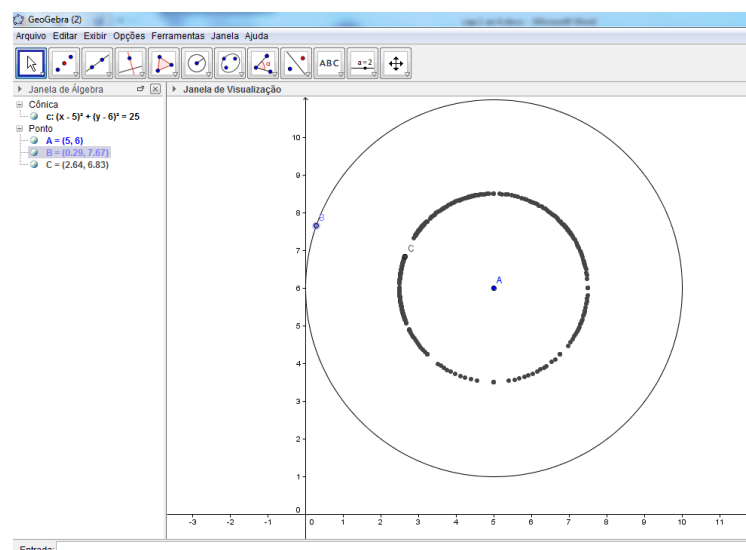 GeoGebra (2)
Arquivo Editar Exibir Opções Ferramentas Janela Ajuda
ABC
a=2
Janela de Álgebra
Janela de Visualização
Cônica
c: (x - 5)² + (y - 6)² = 25
Ponto
A = (5, 6)
B = (0.29, 7.67)
C = (2.64, 6.83)
10
9
8
B
7
C
6
A
5
4
3
2
1
0
-3 -2 -1 0 1 2 3 4 5 6 7 8 9 10 11
Entrada: